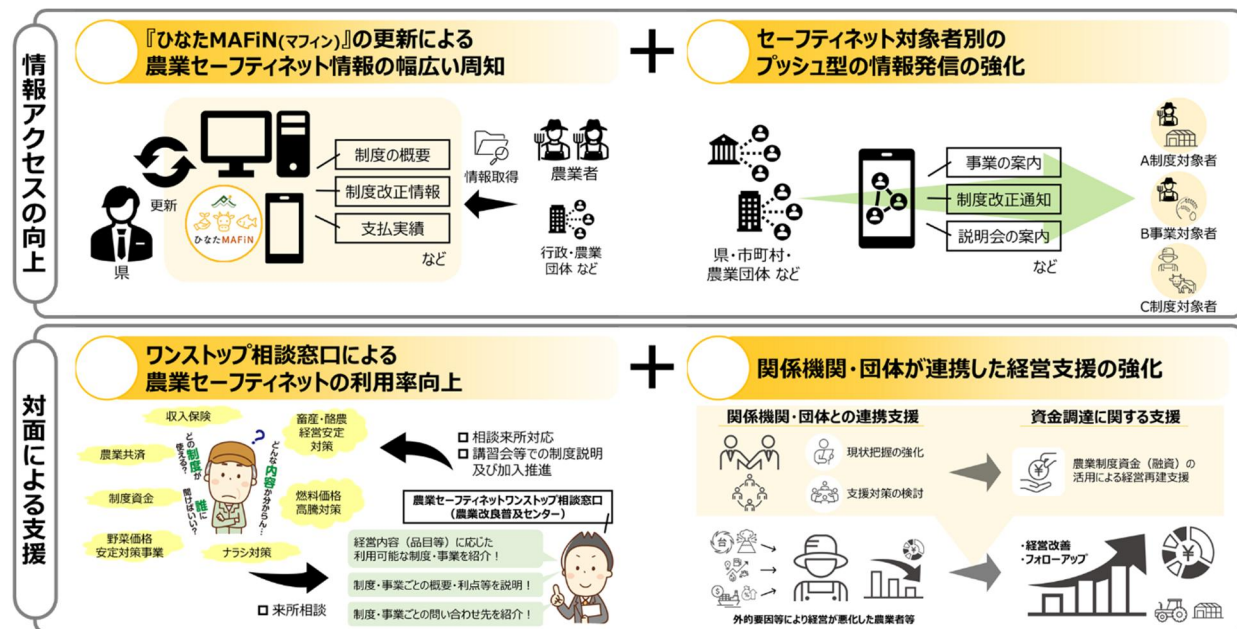 情報アクセスの向上
『ひなたMAFiN(マフィン)』の更新による
農業セーフティネット情報の幅広い周知
更新
県
ひなたMAFiN
制度の概要
制度改正情報
支払実績
など
情報取得
農業者
行政・農業
団体 など
＋
セーフティネット対象者別の
プッシュ型の情報発信の強化
県・市町村・
農業団体 など
事業の案内
制度改正通知
説明会の案内
など
A制度対象者
B事業対象者
C制度対象者
対面による支援
ワンストップ相談窓口による
農業セーフティネットの利用率向上
収入保険
農業共済
制度資金
野菜価格
安定対策事業
ナラシ対策
燃料価格
高騰対策
畜産・酪農
経営安定
対策
どの制度が
使える？
誰に
聞けばいい？
？
どんな内容か分からん…
□ 相談来所対応
□ 講習会等での制度説明
及び加入推進
農業セーフティネットワンストップ相談窓口
（農業改良普及センター）
経営内容（品目等）に応じた
利用可能な制度・事業を紹介！
制度・事業ごとの概要・利点等を説明！
制度・事業ごとの問い合わせ先を紹介！
□ 来所相談
＋
関係機関・団体が連携した経営支援の強化
関係機関・団体との連携支援
現状把握の強化
支援対策の検討
資金調達に関する支援
¥
農業制度資金（融資）の
活用による経営再建支援
台
¥
外的要因等により経営が悪化した農業者等
・経営改善
・フォローアップ
¥